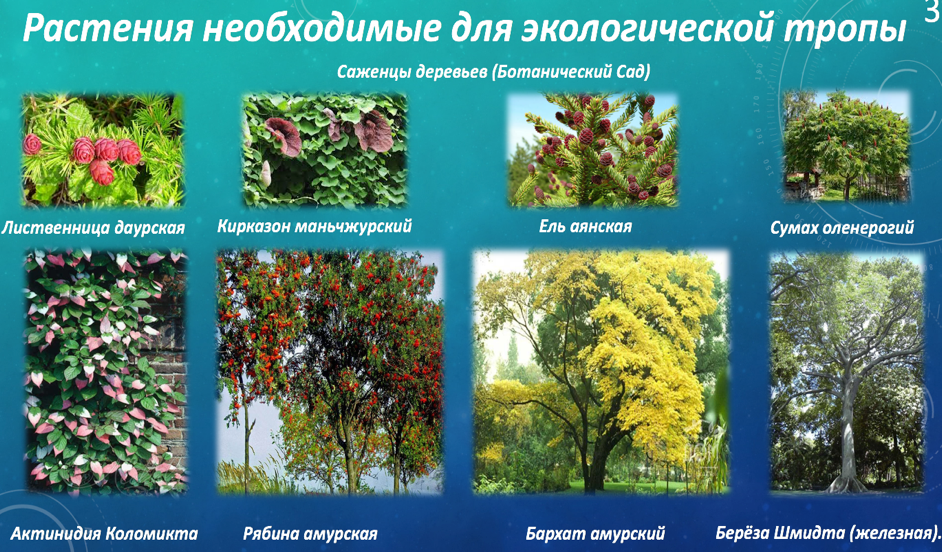 3
Растения необходимые для экологической тропы
Саженцы деревьев (Ботанический Сад)
Лиственница даурская
Кирказон маньчжурский
Ель аянская
Сумах оленерогий
Актинидия Коломикта
Рябина амурская
Бархат амурский
Берёза Шмидта (железная).